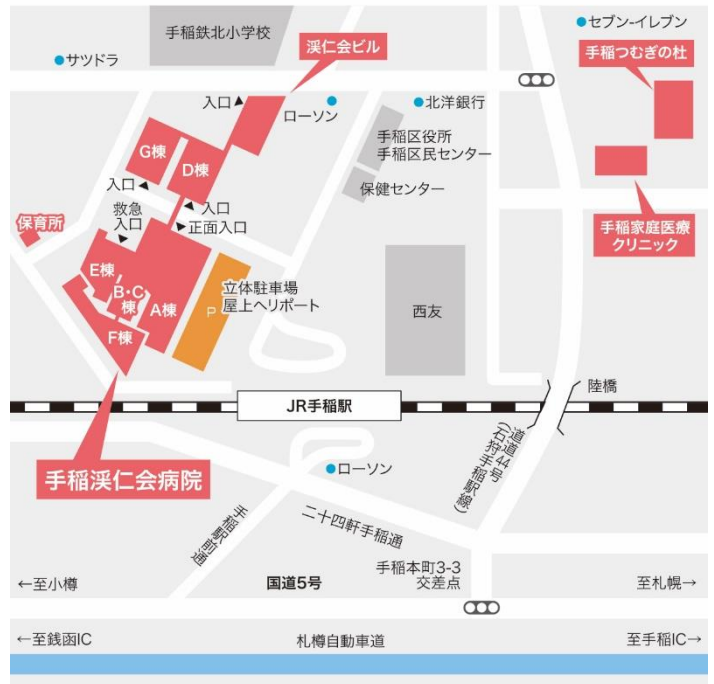 手稲鉄北小学校
セブン-イレブン
サツドラ
渓仁会ビル
手稲つむぎの杜
入口
ローソン
北洋銀行
G棟
D棟
手稲区役所
手稲区民センター
保健センター
入口
入口
救急
入口
正面入口
保育所
手稲家庭医療
クリニック
E棟
B・C
棟
A棟
F棟
P
立体駐車場
屋上ヘリポート
西友
陸橋
JR手稲駅
道道44号
(石狩手稲駅線)
手稲渓仁会病院
ローソン
手稲駅前通
二十四軒手稲通
手稲本町3-3
交差点
←至小樽
国道5号
至札幌→
←至銭函IC
札樽自動車道
至手稲IC→